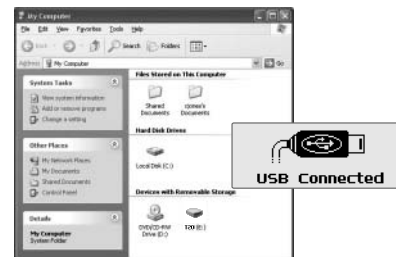 My Computer
File Edit View Favorites Tools Help
Back Search Folders
Address My Computer Go
System Tasks
View system information
Add or remove programs
Change a setting
Other Places
My Network Places
My Documents
Shared Documents
Control Panel
Details
My Computer
System Folder
Files Stored on This Computer
Shared Documents
Documents
Hard Disk Drives
Local Disk (C:)
Devices with Removable Storage
DVD/CD-RW Drive (D:)
120 (E:)
USB Connected